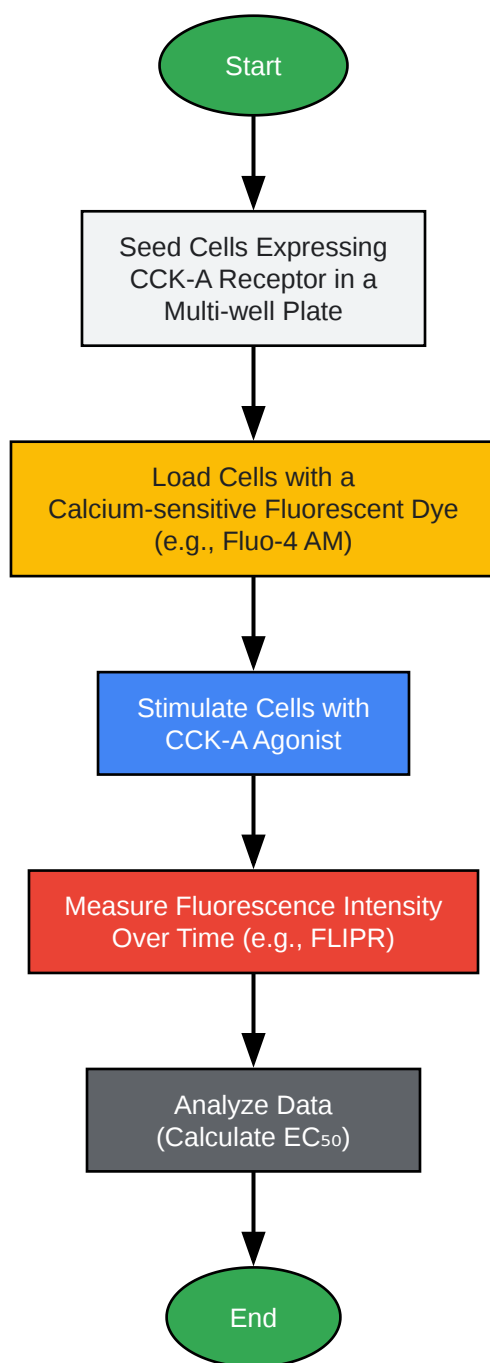 Start
Seed Cells Expressing
CCK-A Receptor in a
Multi-well Plate
Load Cells with a
Calcium-sensitive Fluorescent Dye
(e.g., Fluo-4 AM)
Stimulate Cells with
CCK-A Agonist
Measure Fluorescence Intensity
Over Time (e.g., FLIPR)
Analyze Data
(Calculate EC₅₀)
End